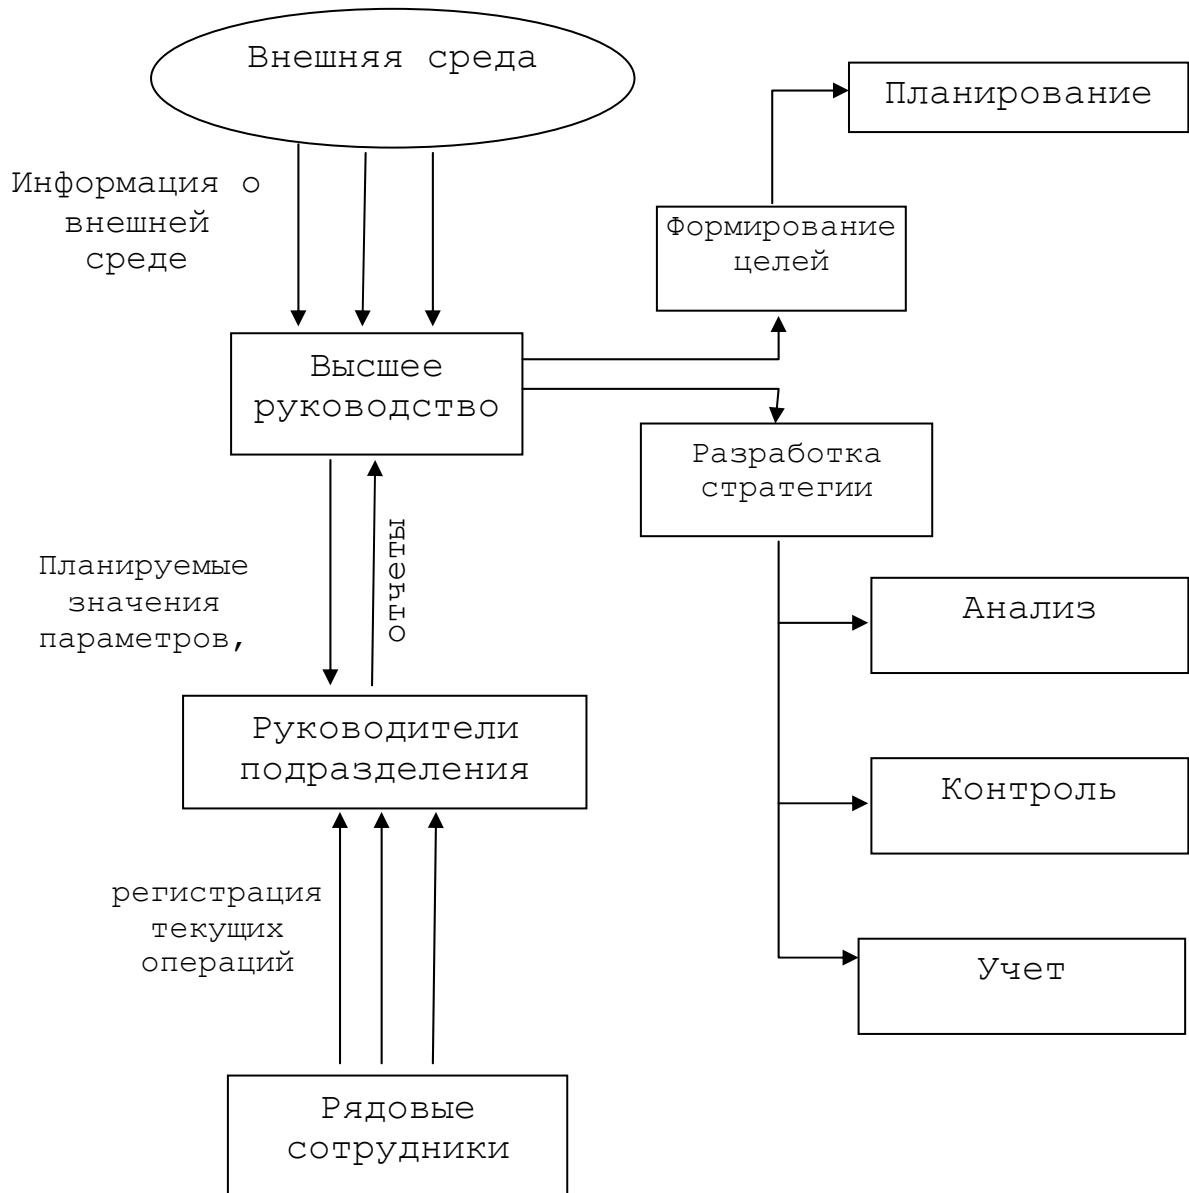 Внешняя среда
Планирование
Информация о
внешней
среде
Формирование
целей
Высшее
руководство
Разработка
стратегии
отчеты
Планируемые
значения
параметров,
Анализ
Руководители
подразделения
Контроль
регистрация
текущих
операций
Учет
Рядовые
сотрудники